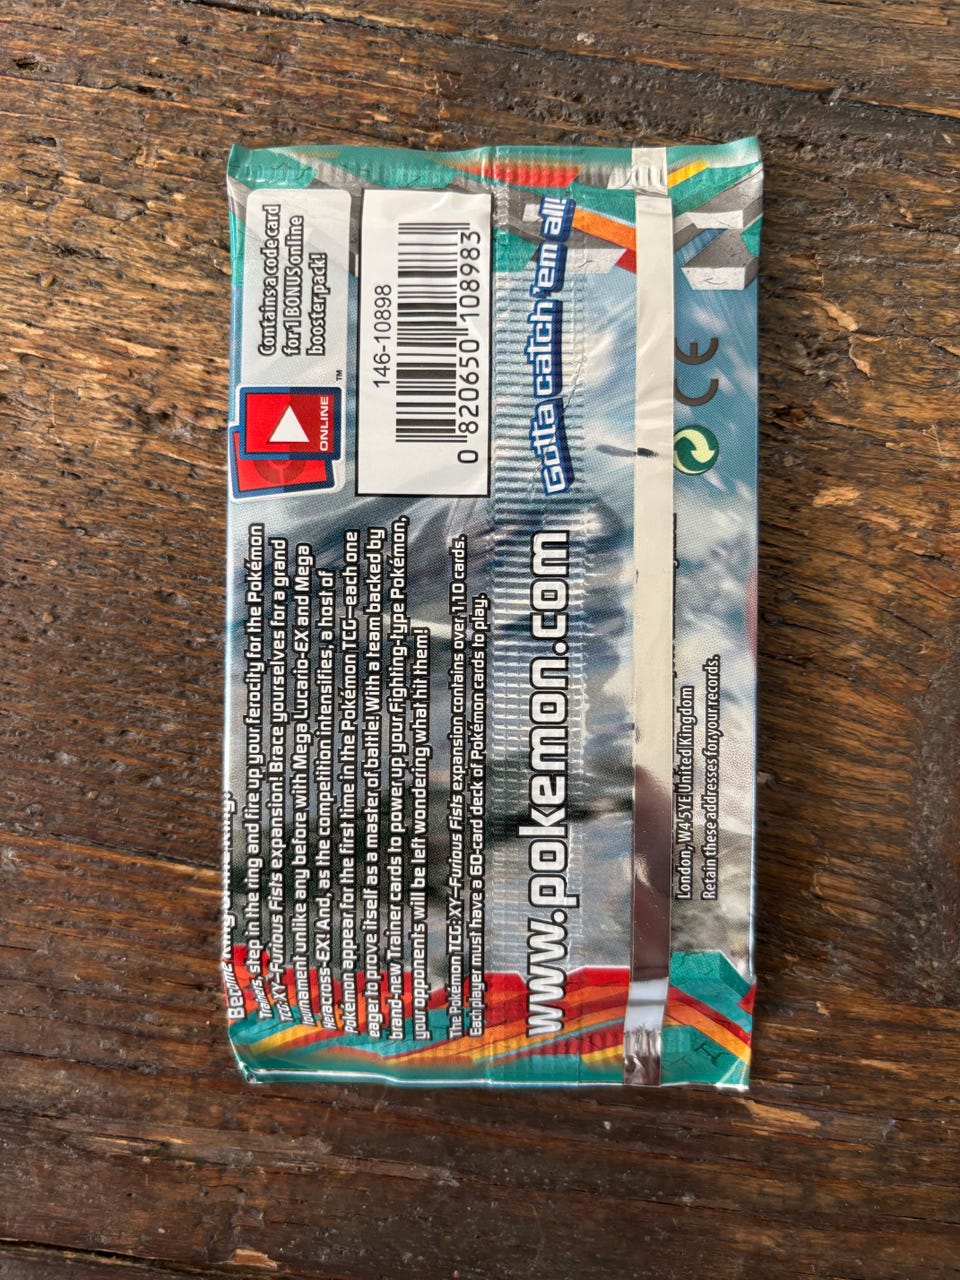 Become
Trainers, step in the ring and fire up your ferocity for the Pokémon
TCG: XY—Furious Fists expansion! Brace yourselves for a grand
tournament unlike any before with Mega Lucario-EX and Mega
Heracross-EX! And, as the competition intensifies, a host of
Pokémon appear for the first time in the Pokémon TCG—each one
eager to prove itself as a master of battle! With a team backed by
brand-new Trainer cards to power up your Fighting-type Pokémon,
your opponents will be left wondering what hit them!
The Pokémon TCG: XY—Furious Fists expansion contains over 110 cards.
Each player must have a 60-card deck of Pokémon cards to play.
ONLINE
TM
Contains a code card
for 1 BONUS online
booster pack!
146-10898
0 820650 108983
www.pokemon.com
Gotta catch 'em all!
London, W4 5YE United Kingdom
Retain these addresses for your records.
CE